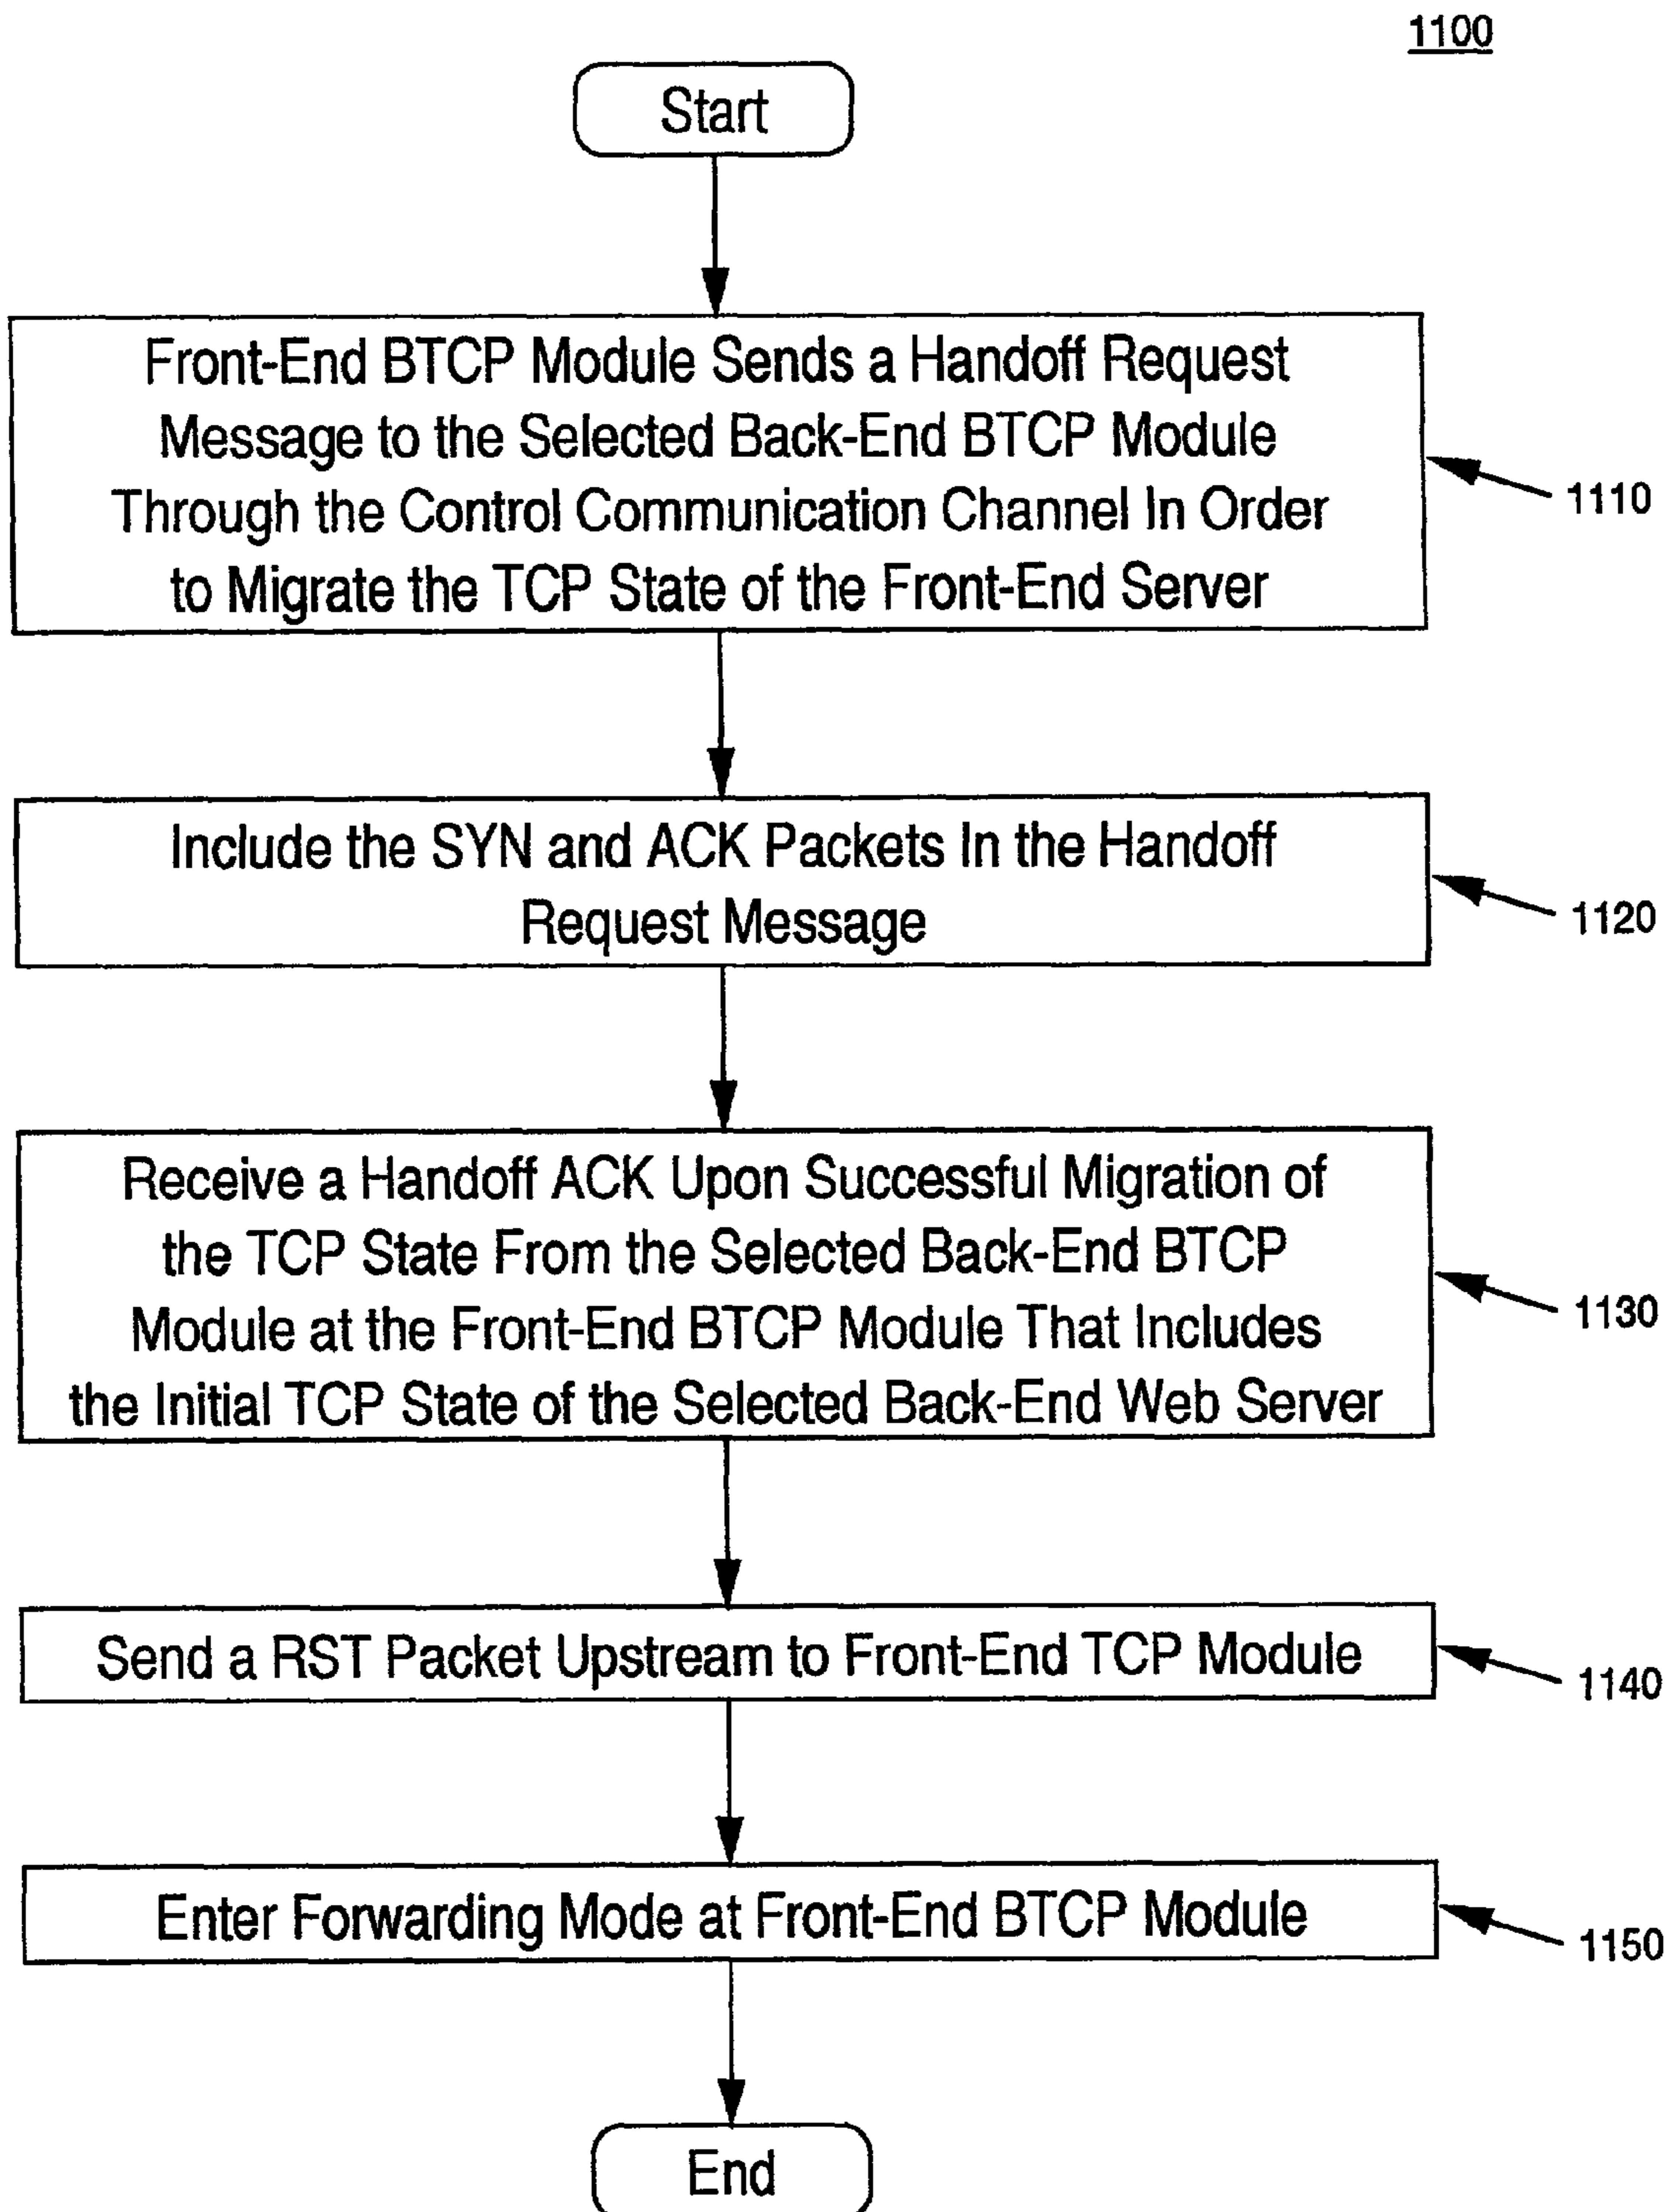 1100
Start
Front-End BTCP Module Sends a Handoff Request
Message to the Selected Back-End BTCP Module
Through the Control Communication Channel In Order
to Migrate the TCP State of the Front-End Server
1110
Include the SYN and ACK Packets In the Handoff
Request Message
1120
Receive a Handoff ACK Upon Successful Migration of
the TCP State From the Selected Back-End BTCP
Module at the Front-End BTCP Module That Includes
the Initial TCP State of the Selected Back-End Web Server
1130
Send a RST Packet Upstream to Front-End TCP Module
1140
Enter Forwarding Mode at Front-End BTCP Module
1150
End